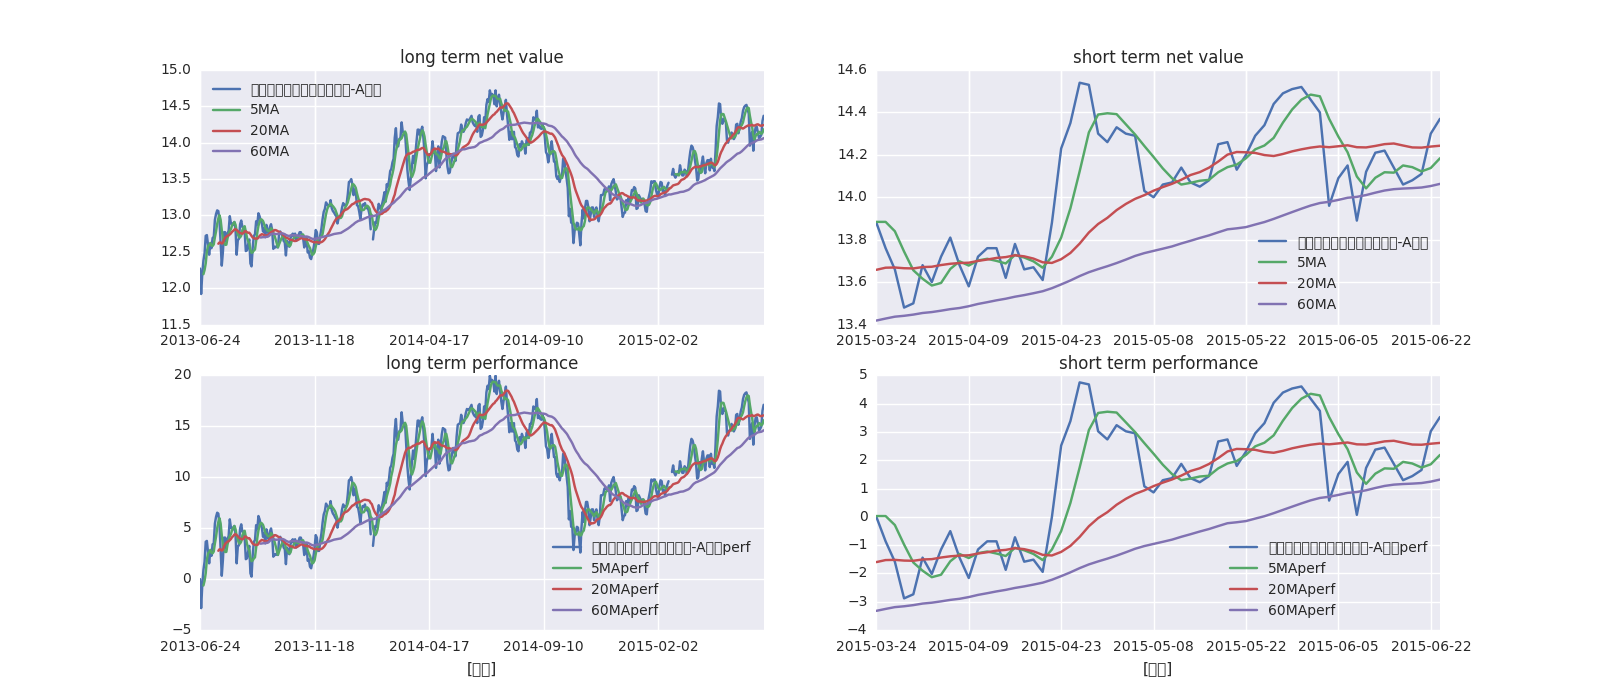 long term net value
15.0
14.5
14.0
13.5
13.0
12.5
12.0
11.5
-A
5MA
20MA
60MA
2013-06-24 2013-11-18 2014-04-17 2014-09-10 2015-02-02
short term net value
14.6
14.4
14.2
14.0
13.8
13.6
13.4
-A
5MA
20MA
60MA
2015-03-24 2015-04-09 2015-04-23 2015-05-08 2015-05-22 2015-06-05 2015-06-22
long term performance
20
15
10
5
0
−5
-A perf
5MAperf
20MAperf
60MAperf
2013-06-24 2013-11-18 2014-04-17 2014-09-10 2015-02-02
[ ]
short term performance
5
4
3
2
1
0
−1
−2
−3
−4
-A perf
5MAperf
20MAperf
60MAperf
2015-03-24 2015-04-09 2015-04-23 2015-05-08 2015-05-22 2015-06-05 2015-06-22
[ ]